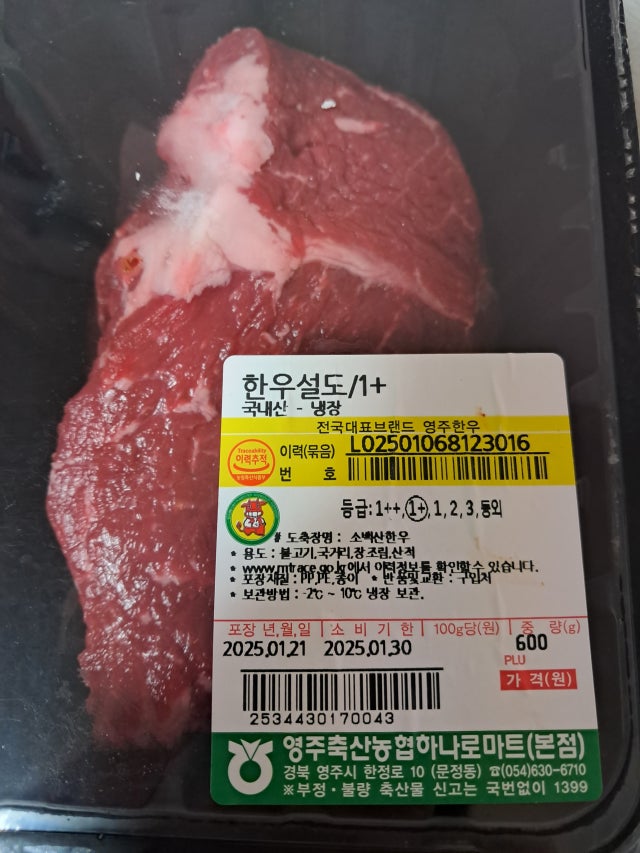 한우설도/1+
국내산 - 냉장
전국대표브랜드 영주한우
Traceability
이력추적
농림축산식품부
이력(묶음) L02501068123016
번 호
등급:1++,1+,1,2,3,등외
# 도축장명 : 소백산한우
* 용도 : 불고기,국거리,장조림,산적
* www.mtrace.go.kr에서 이력정보를 확인할수 있습니다.
* 포장재질 : PP,PE,종이 * 반품및교환 : 구입처
* 보관방법 : -2℃ ~ 10℃ 냉장 보관.
포장 년,월,일 소 비 기 한 100g당(원) 중 량(g)
2025.01.21 2025.01.30 600
PLU
가 격(원)
2534430170043
영주축산농협하나로마트(본점)
경북 영주시 한정로 10 (문정동) ☎(054)630-6710
※부정·불량 축산물 신고는 국번없이 1399